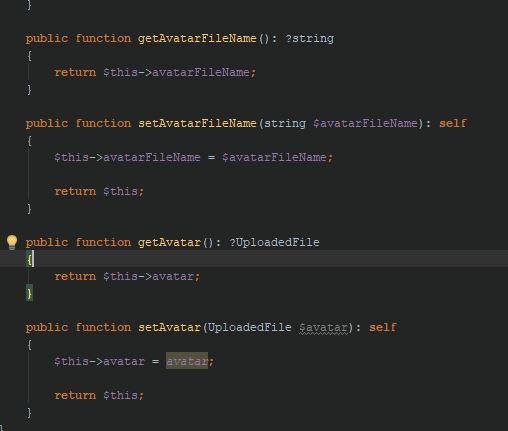 }
public function getAvatarFileName(): ?string
{
return $this->avatarFileName;
}
public function setAvatarFileName(string $avatarFileName): self
{
$this->avatarFileName = $avatarFileName;
return $this;
}
public function getAvatar(): ?UploadedFile
{
return $this->avatar;
}
public function setAvatar(UploadedFile $avatar): self
{
$this->avatar = avatar;
return $this;
}
}